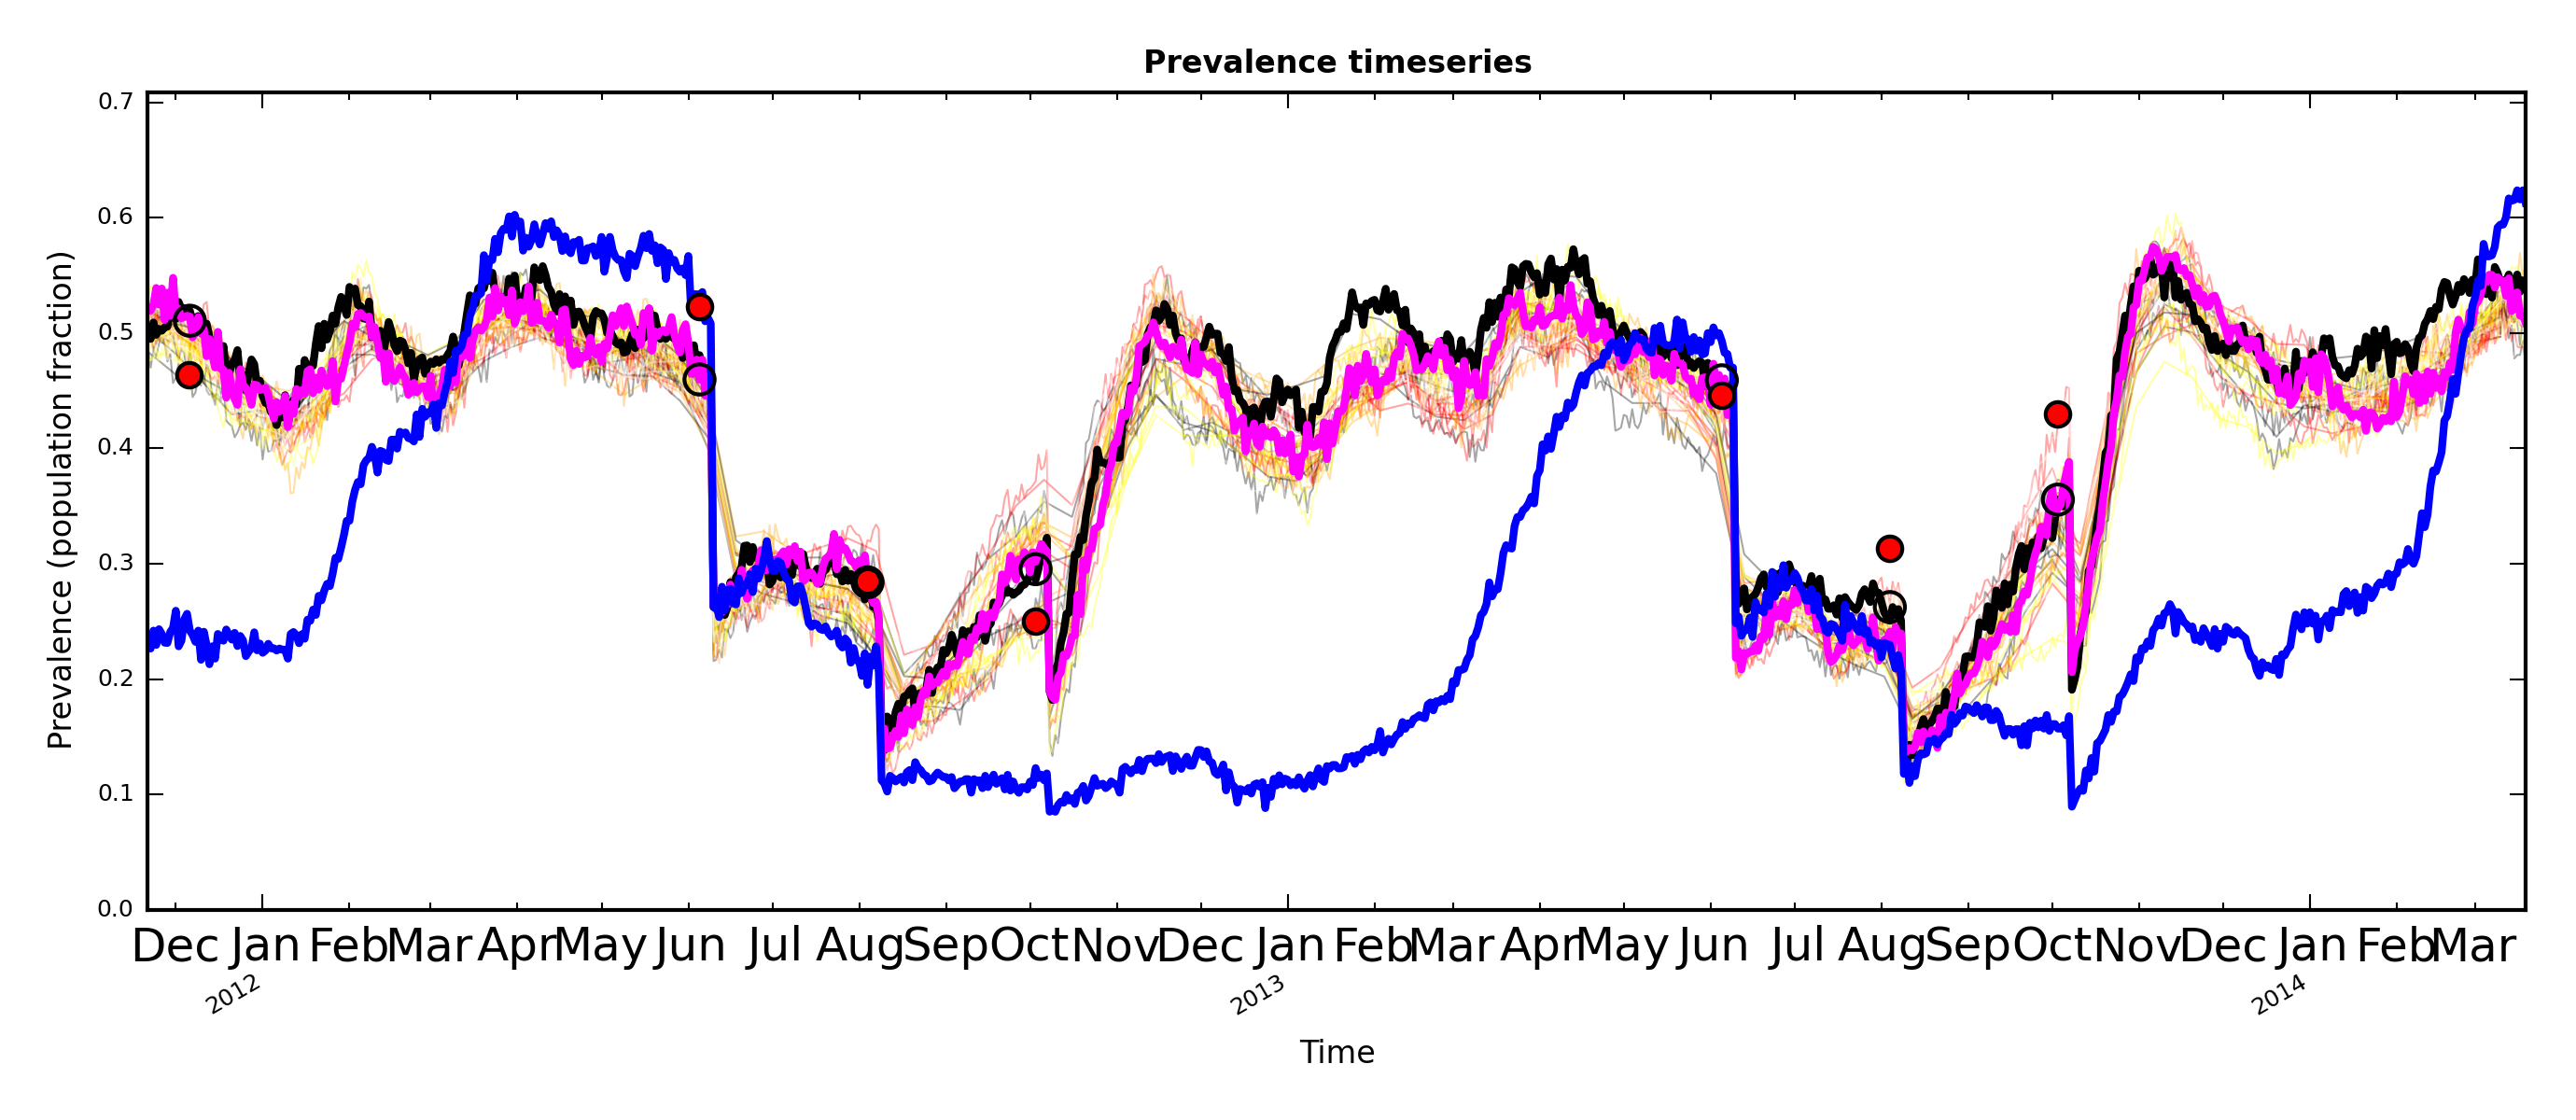 Prevalence timeseries
Prevalence (population fraction)
0.7
0.6
0.5
0.4
0.3
0.2
0.1
0.0
Dec Jan Feb Mar Apr May Jun Jul Aug Sep Oct Nov Dec Jan Feb Mar Apr May Jun Jul Aug Sep Oct Nov Dec Jan Feb Mar
2012 2013 2014
Time